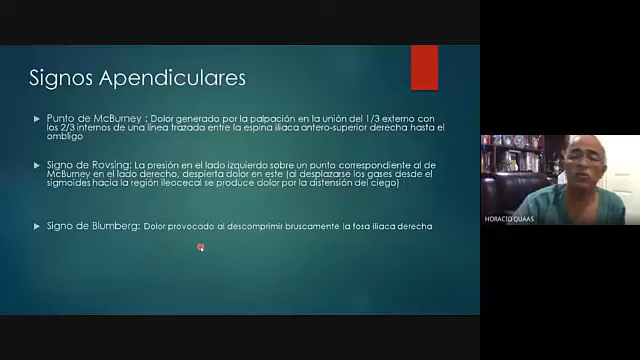 Signos Apendiculares
Punto de McBurney : Dolor generado por la palpación en la unión del 1/3 externo con
los 2/3 internos de una línea trazada entre la espina iliaca antero-superior derecha hasta el
ombligo
Signo de Rovsing: La presión en el lado izquierdo sobre un punto correspondiente al de
McBurney en el lado derecho, despierta dolor en este (al desplazarse los gases desde el
sigmoides hacia la región ileocecal se produce dolor por la distensión del ciego)
Signo de Blumberg: Dolor provocado al descomprimir bruscamente la fosa iliaca derecha
HORACIO QUAAS